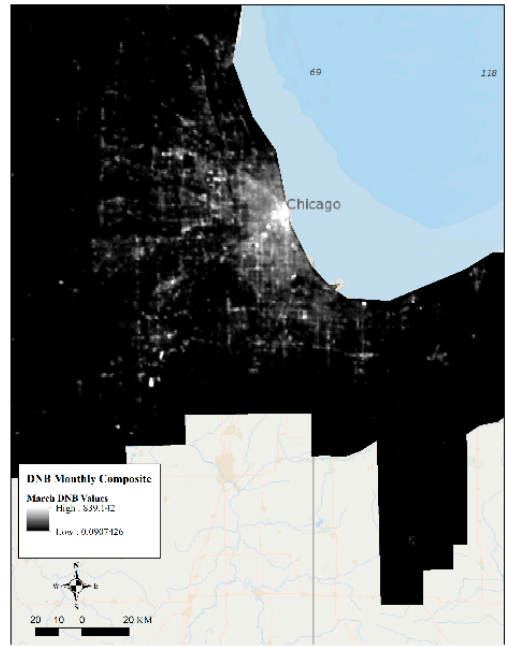 69
118
Chicago
DNB Monthly Composite
March DNB Values
High : 839.142
Low : 0.0907426
N
W
E
S
20 10 0 20 KM